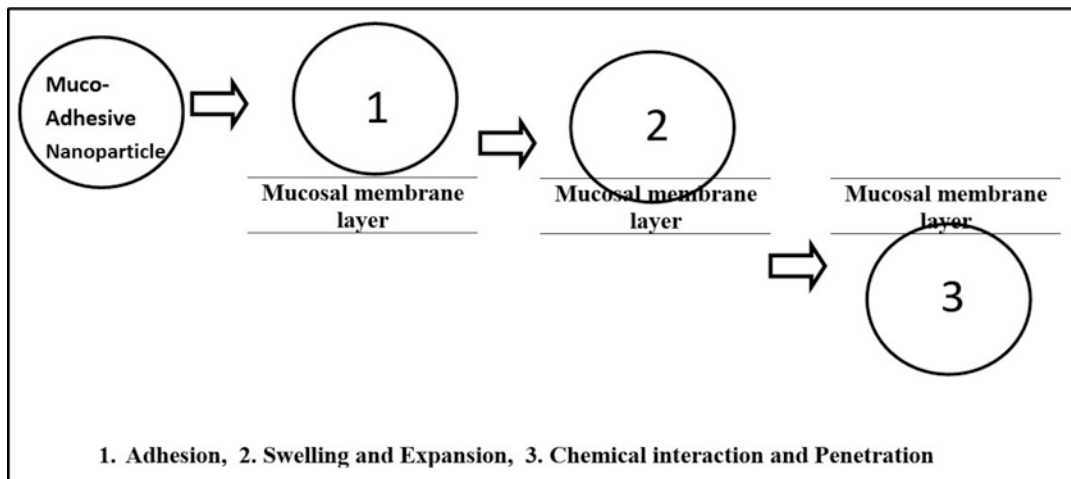 Muco-
Adhesive
Nanoparticle
1
Mucosal membrane
layer
2
Mucosal membrane
layer
Mucosal membrane
layer
3
1. Adhesion, 2. Swelling and Expansion, 3. Chemical interaction and Penetration